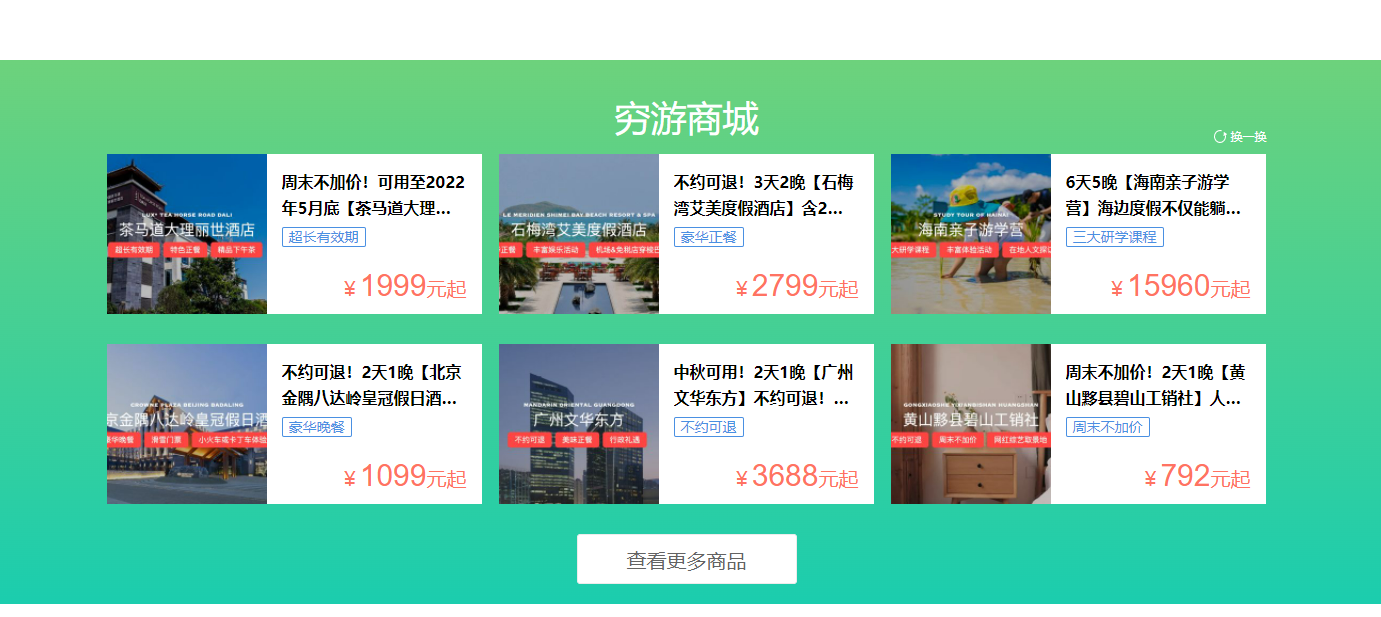 穷游商城
换一换
LUX* TEA HORSE ROAD DALI
茶马道大理丽世酒店
超长有效期 特色正餐 精品下午茶
周末不加价！可用至2022
年5月底【茶马道大理...
超长有效期
¥1999元起
LE MERIDIEN SHIMEI BAY BEACH RESORT & SPA
石梅湾艾美度假酒店
正餐 丰富娱乐活动 机场&免税店穿梭巴
不约可退！3天2晚【石梅
湾艾美度假酒店】含2...
豪华正餐
¥2799元起
STUDY TOUR OF HAINAI
海南亲子游学营
大研学课程 丰富体验活动 在地人文探
6天5晚【海南亲子游学
营】海边度假不仅能躺...
三大研学课程
¥15960元起
CROWNE PLAZA BEIJING BADALING
京金隅八达岭皇冠假日酒
华晚餐 滑雪门票 小火车或卡丁车体验
不约可退！2天1晚【北京
金隅八达岭皇冠假日酒...
豪华晚餐
¥1099元起
MANDARIN ORIENTAL GUANGDONG
广州文华东方
不约可退 美味正餐 行政礼遇
中秋可用！2天1晚【广州
文华东方】不约可退！...
不约可退
¥3688元起
GONGXIAOSHE YIXIANBISHAN HUANGSHAN
黄山黟县碧山工销社
不约可退 周末不加价 网红综艺取景地
周末不加价！2天1晚【黄
山黟县碧山工销社】人...
周末不加价
¥792元起
查看更多商品